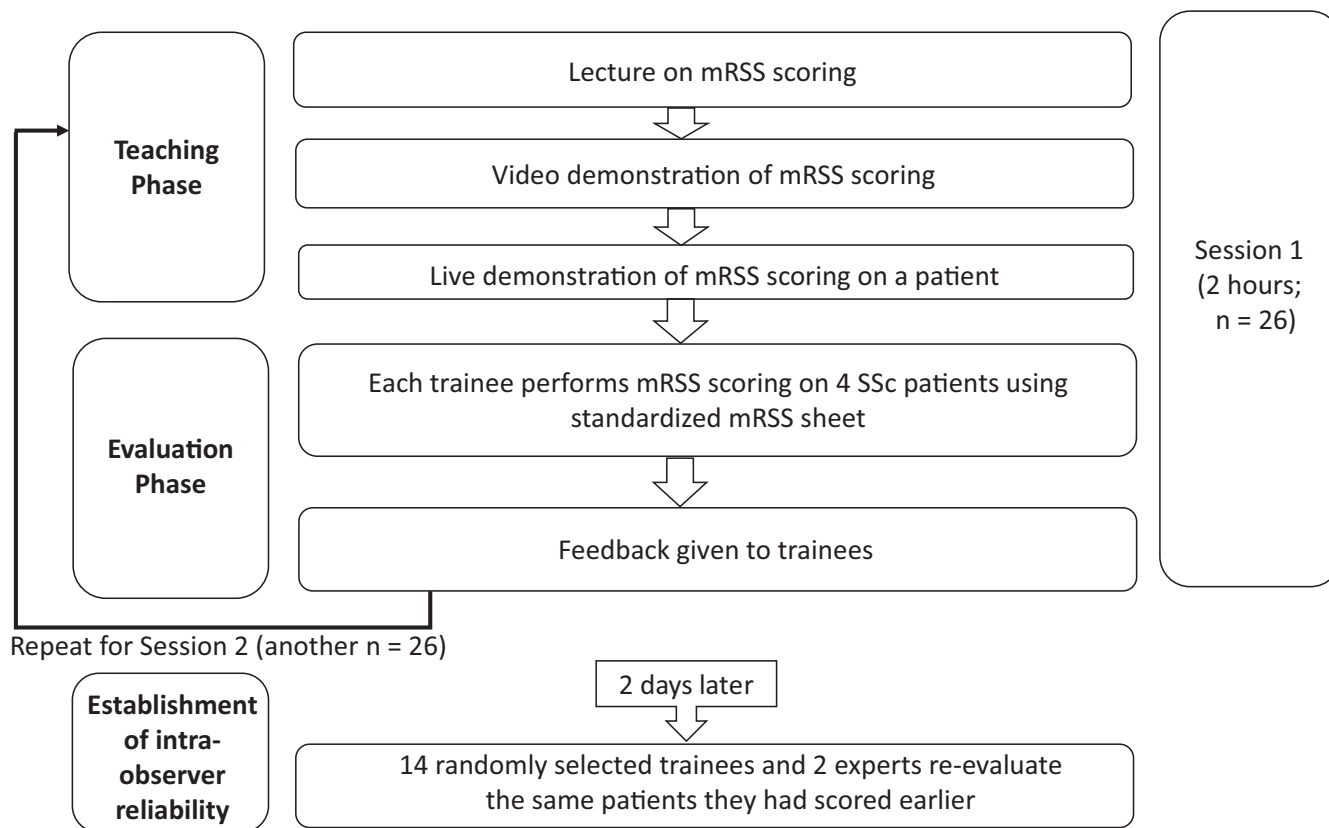 Lecture on mRSS scoring
Teaching
Phase
Video demonstration of mRSS scoring
Live demonstration of mRSS scoring on a patient
Session 1
(2 hours;
n = 26)
Evaluation
Phase
Each trainee performs mRSS scoring on 4 SSc patients using
standardized mRSS sheet
Feedback given to trainees
Repeat for Session 2 (another n = 26)
2 days later
Establishment
of intra-
observer
reliability
14 randomly selected trainees and 2 experts re-evaluate
the same patients they had scored earlier